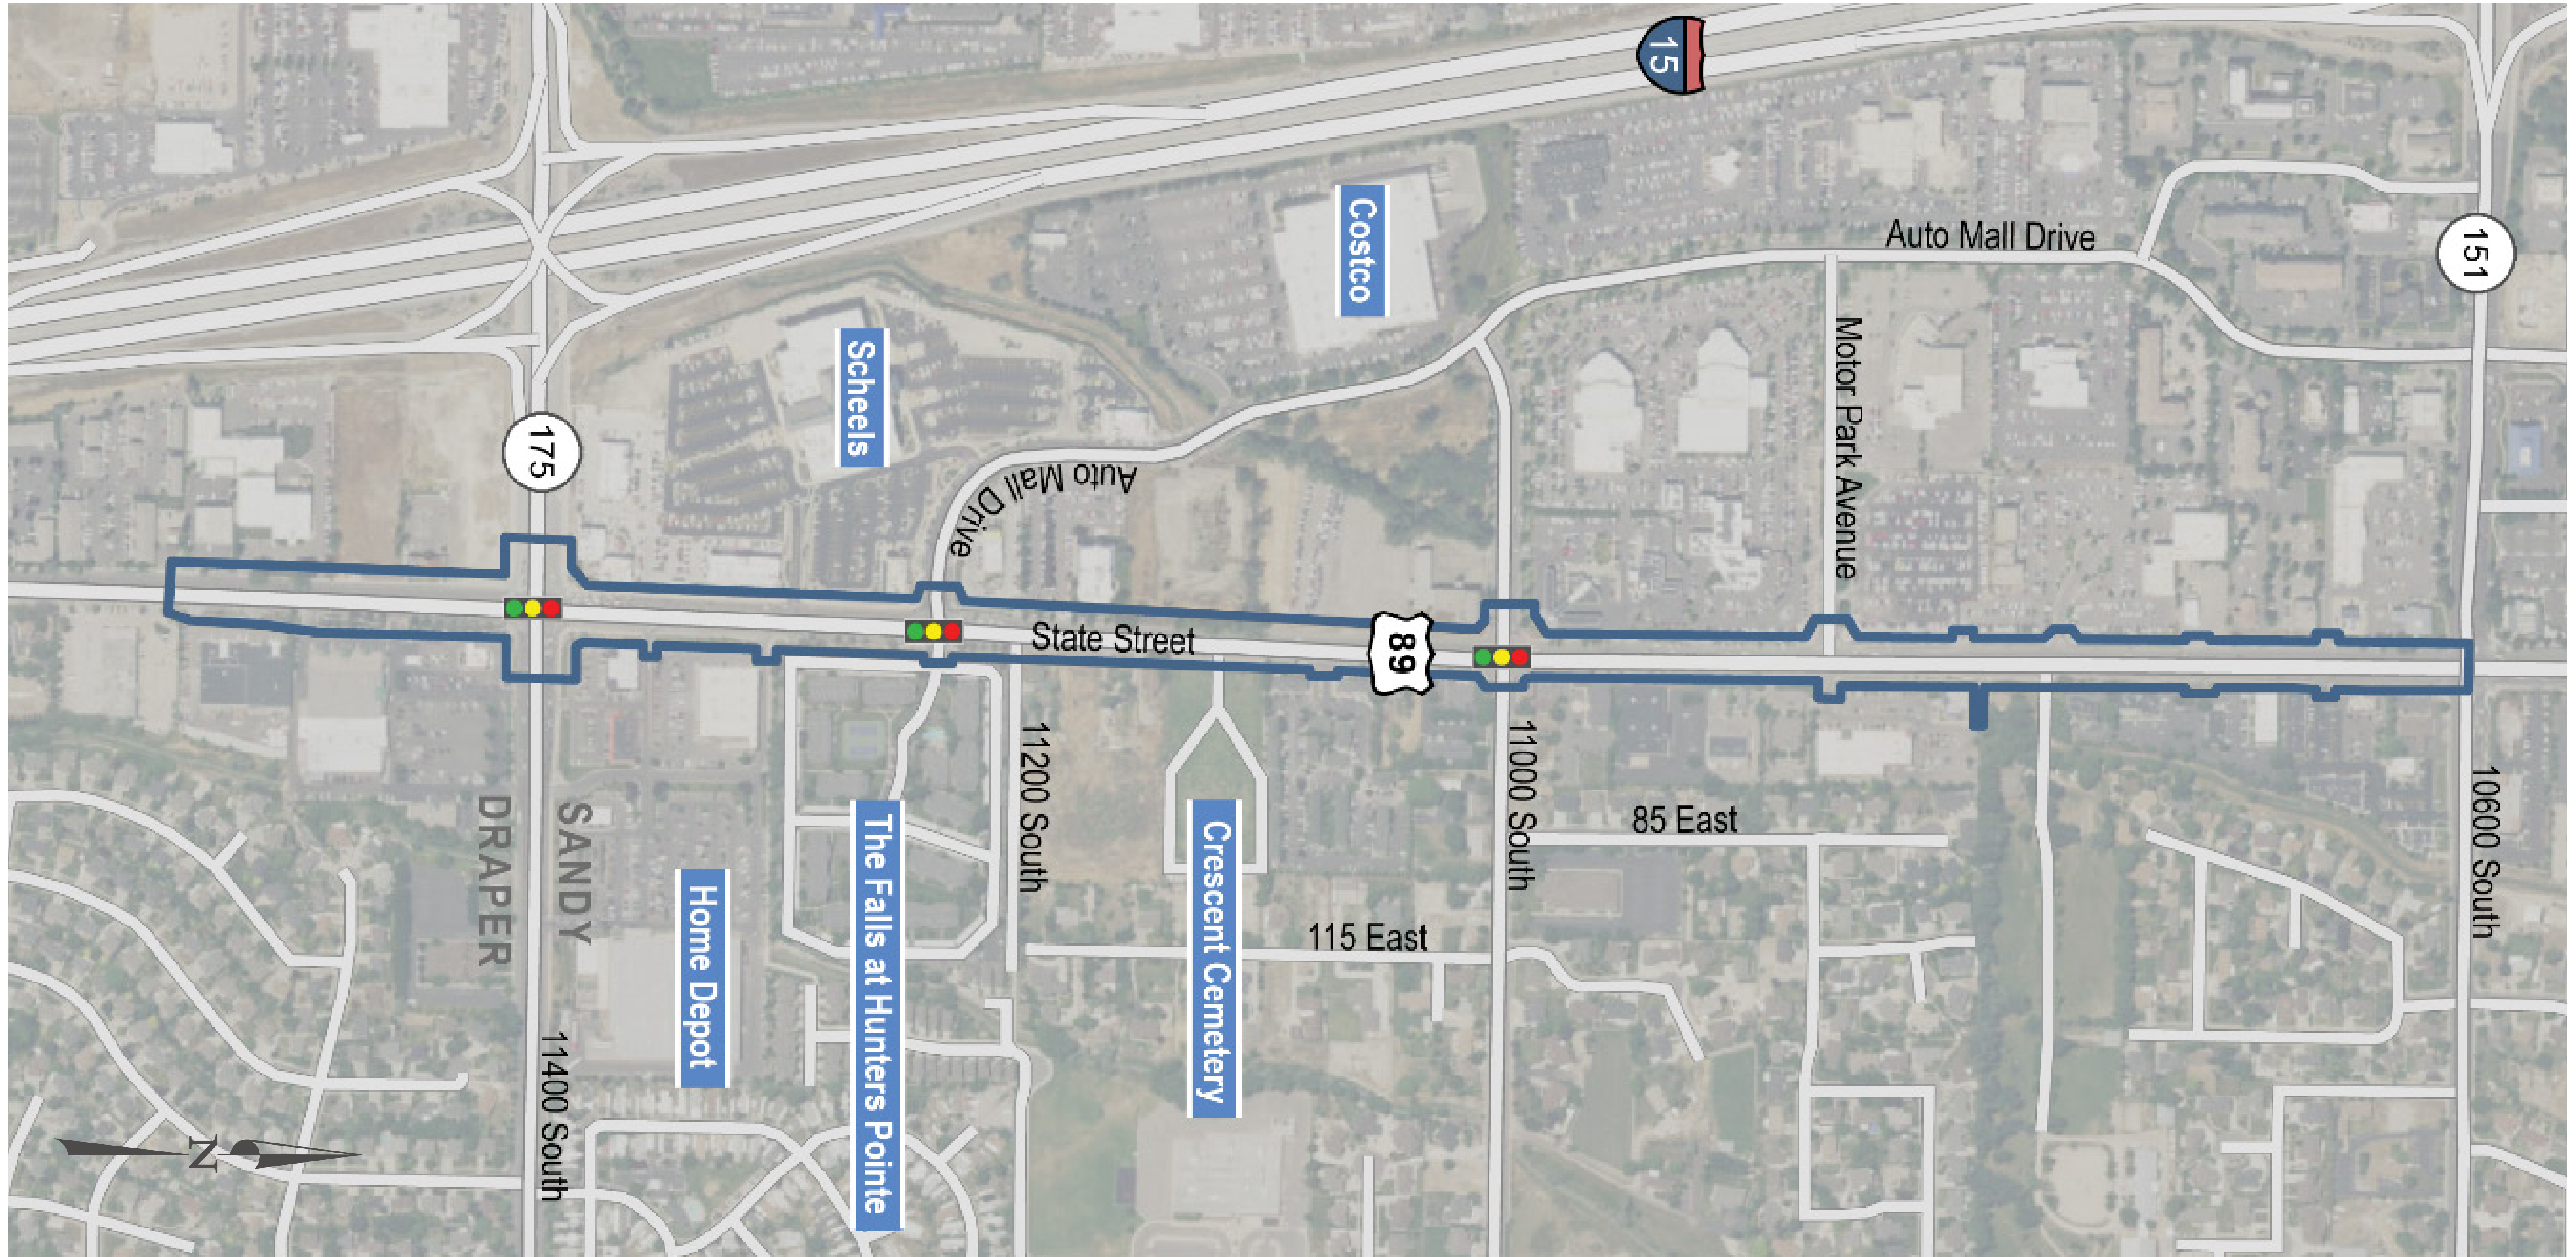 15
151
Auto Mall Drive
Costco
Motor Park Avenue
Scheels
175
Auto Mall Drive
State Street
89
11200 South
11000 South
10600 South
85 East
SANDY
DRAPER
The Falls at Hunters Pointe
Crescent Cemetery
Home Depot
115 East
11400 South
N